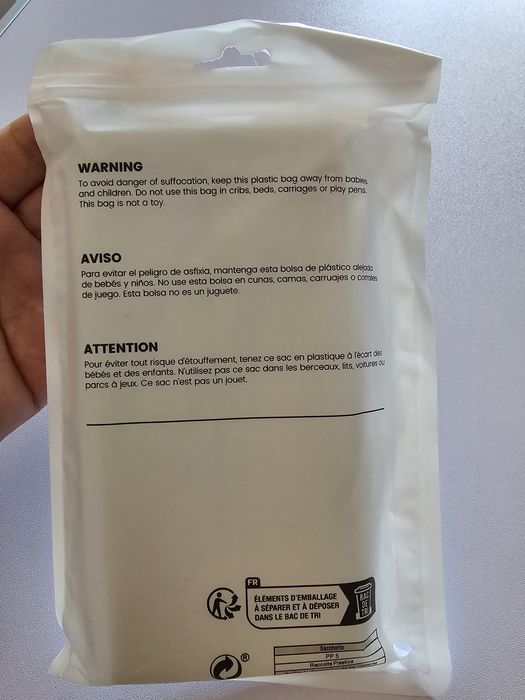 WARNING
To avoid danger of suffocation, keep this plastic bag away from babies
and children. Do not use this bag in cribs, beds, carriages or play pens.
This bag is not a toy.
AVISO
Para evitar el peligro de asfixia, mantenga esta bolsa de plástico alejada
de bebés y niños. No use esta bolsa en cunas, camas, carruajes o corrales
de juego. Esta bolsa no es un juguete.
ATTENTION
Pour éviter tout risque d'étouffement, tenez ce sac en plastique à l'écart des
bébés et des enfants. N'utilisez pas ce sac dans les berceaux, lits, voitures ou
parcs à jeux. Ce sac n'est pas un jouet.
FR
ÉLÉMENTS D'EMBALLAGE
À SÉPARER ET À DÉPOSER
DANS LE BAC DE TRI
BAC
DE
TRI
®
Sacchetto
PP 5
Raccolta Plastica